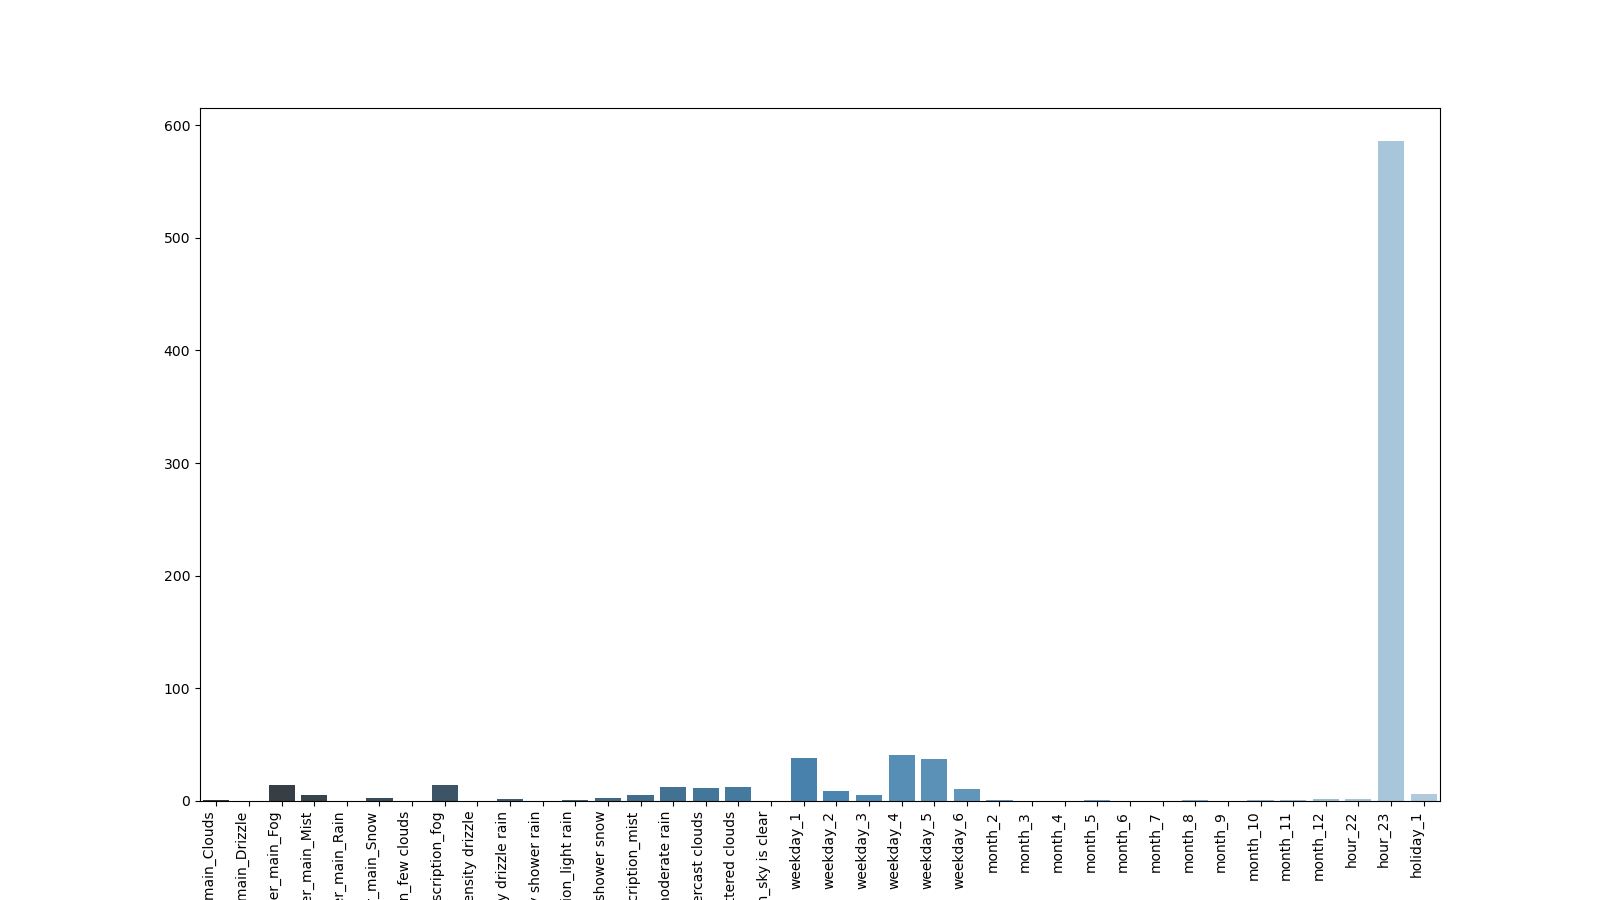 600
500
400
300
200
100
0
main_Clouds
main_Drizzle
er_main_Fog
er_main_Mist
er_main_Rain
r_main_Snow
n_few clouds
scription_fog
ensity drizzle
y drizzle rain
y shower rain
ion_light rain
shower snow
cription_mist
noderate rain
ercast clouds
ttered clouds
n_sky is clear
weekday_1
weekday_2
weekday_3
weekday_4
weekday_5
weekday_6
month_2
month_3
month_4
month_5
month_6
month_7
month_8
month_9
month_10
month_11
month_12
hour_22
hour_23
holiday_1